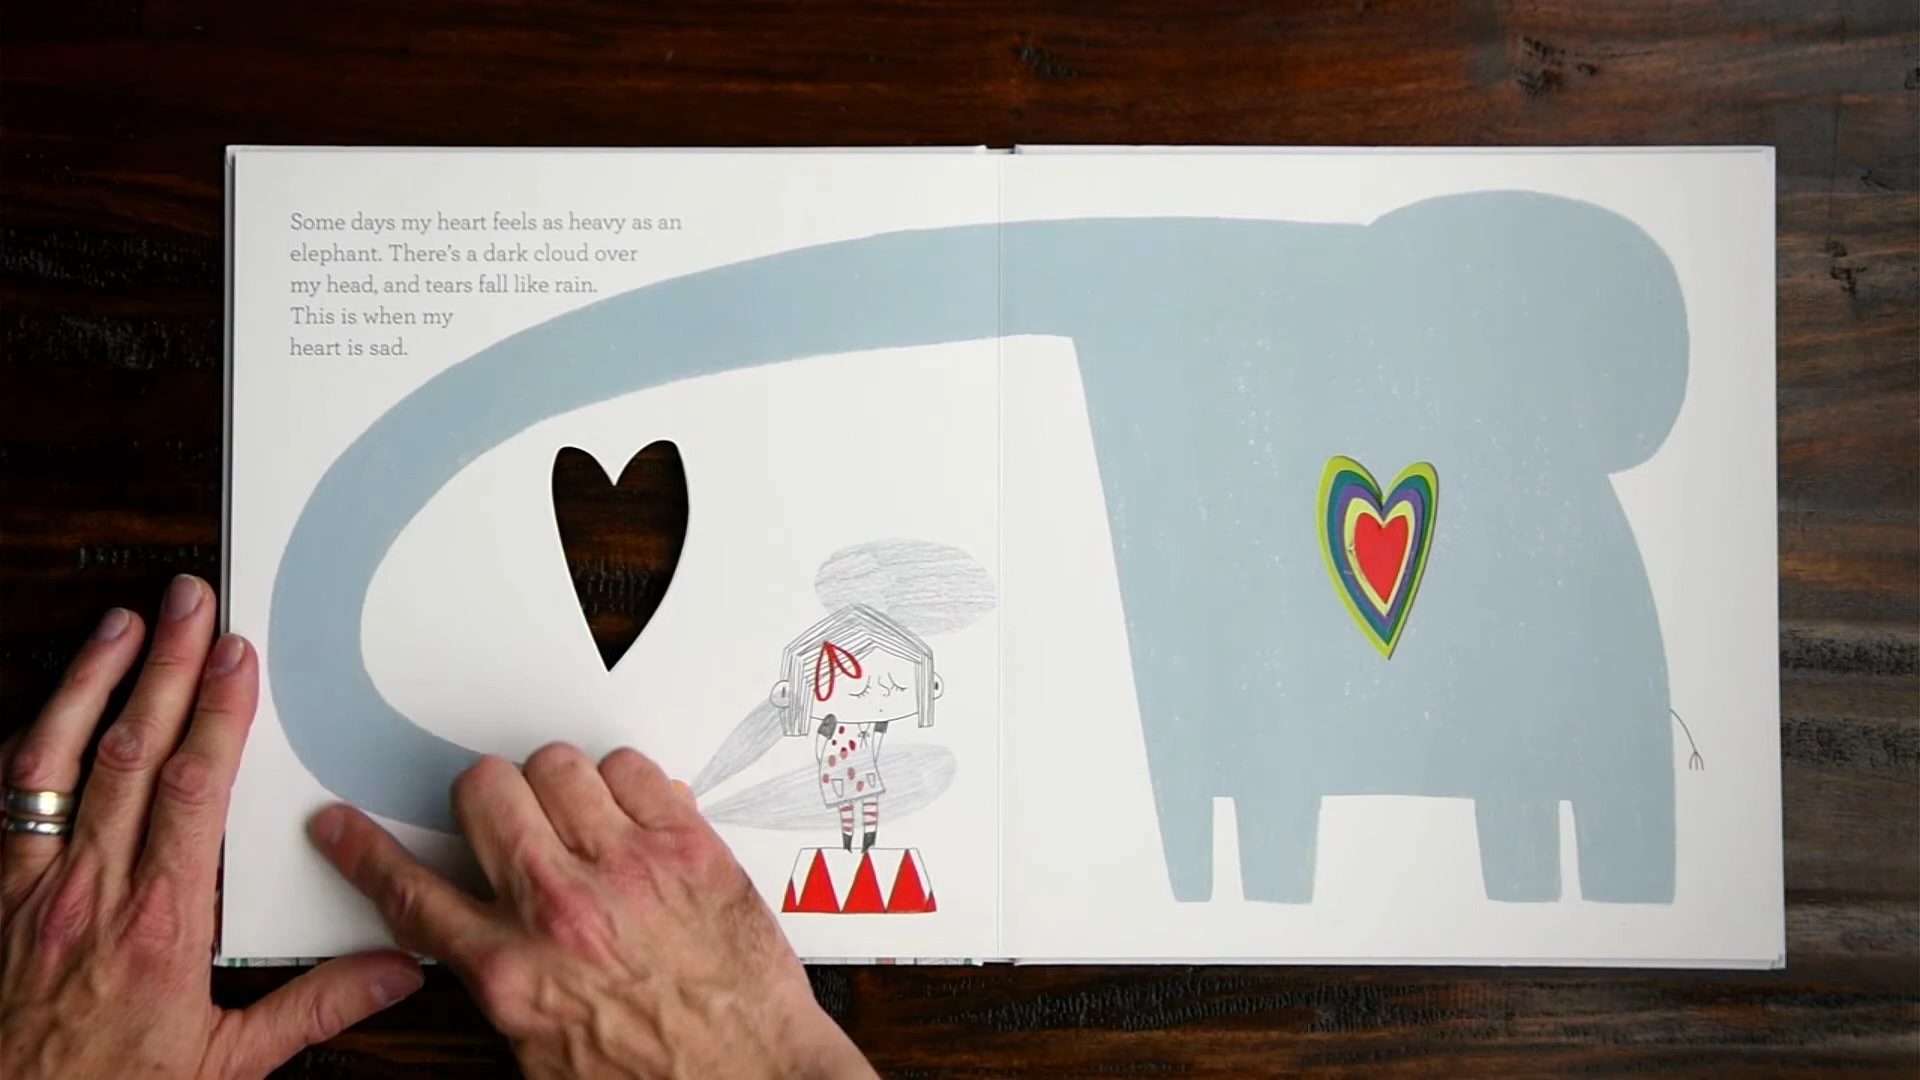 Some days my heart feels as heavy as an
elephant. There's a dark cloud over
my head, and tears fall like rain.
This is when my
heart is sad.